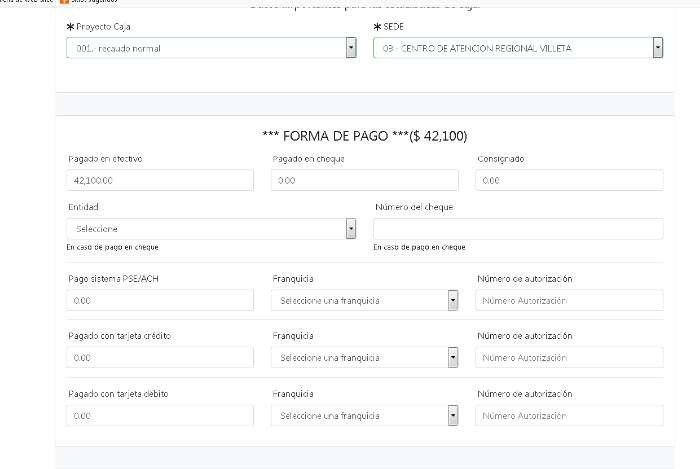 ✱ Proyecto Caja ✱ SEDE
001.- recaudo normal 09 - CENTRO DE ATENCION REGIONAL VILLETA
*** FORMA DE PAGO ***($ 42,100)
Pagado en efectivo Pagado en cheque Consignado
42,100.00 0.00 0.00
Entidad Número del cheque
Seleccione
En caso de pago en cheque En caso de pago en cheque
Pago sistema PSE/ACH Franquicia Número de autorización
0.00 Seleccione una franquicia Número Autorización
Pagado con tarjeta crédito Franquicia Número de autorización
0.00 Seleccione una franquicia Número Autorización
Pagado con tarjeta débito Franquicia Número de autorización
0.00 Seleccione una franquicia Número Autorización